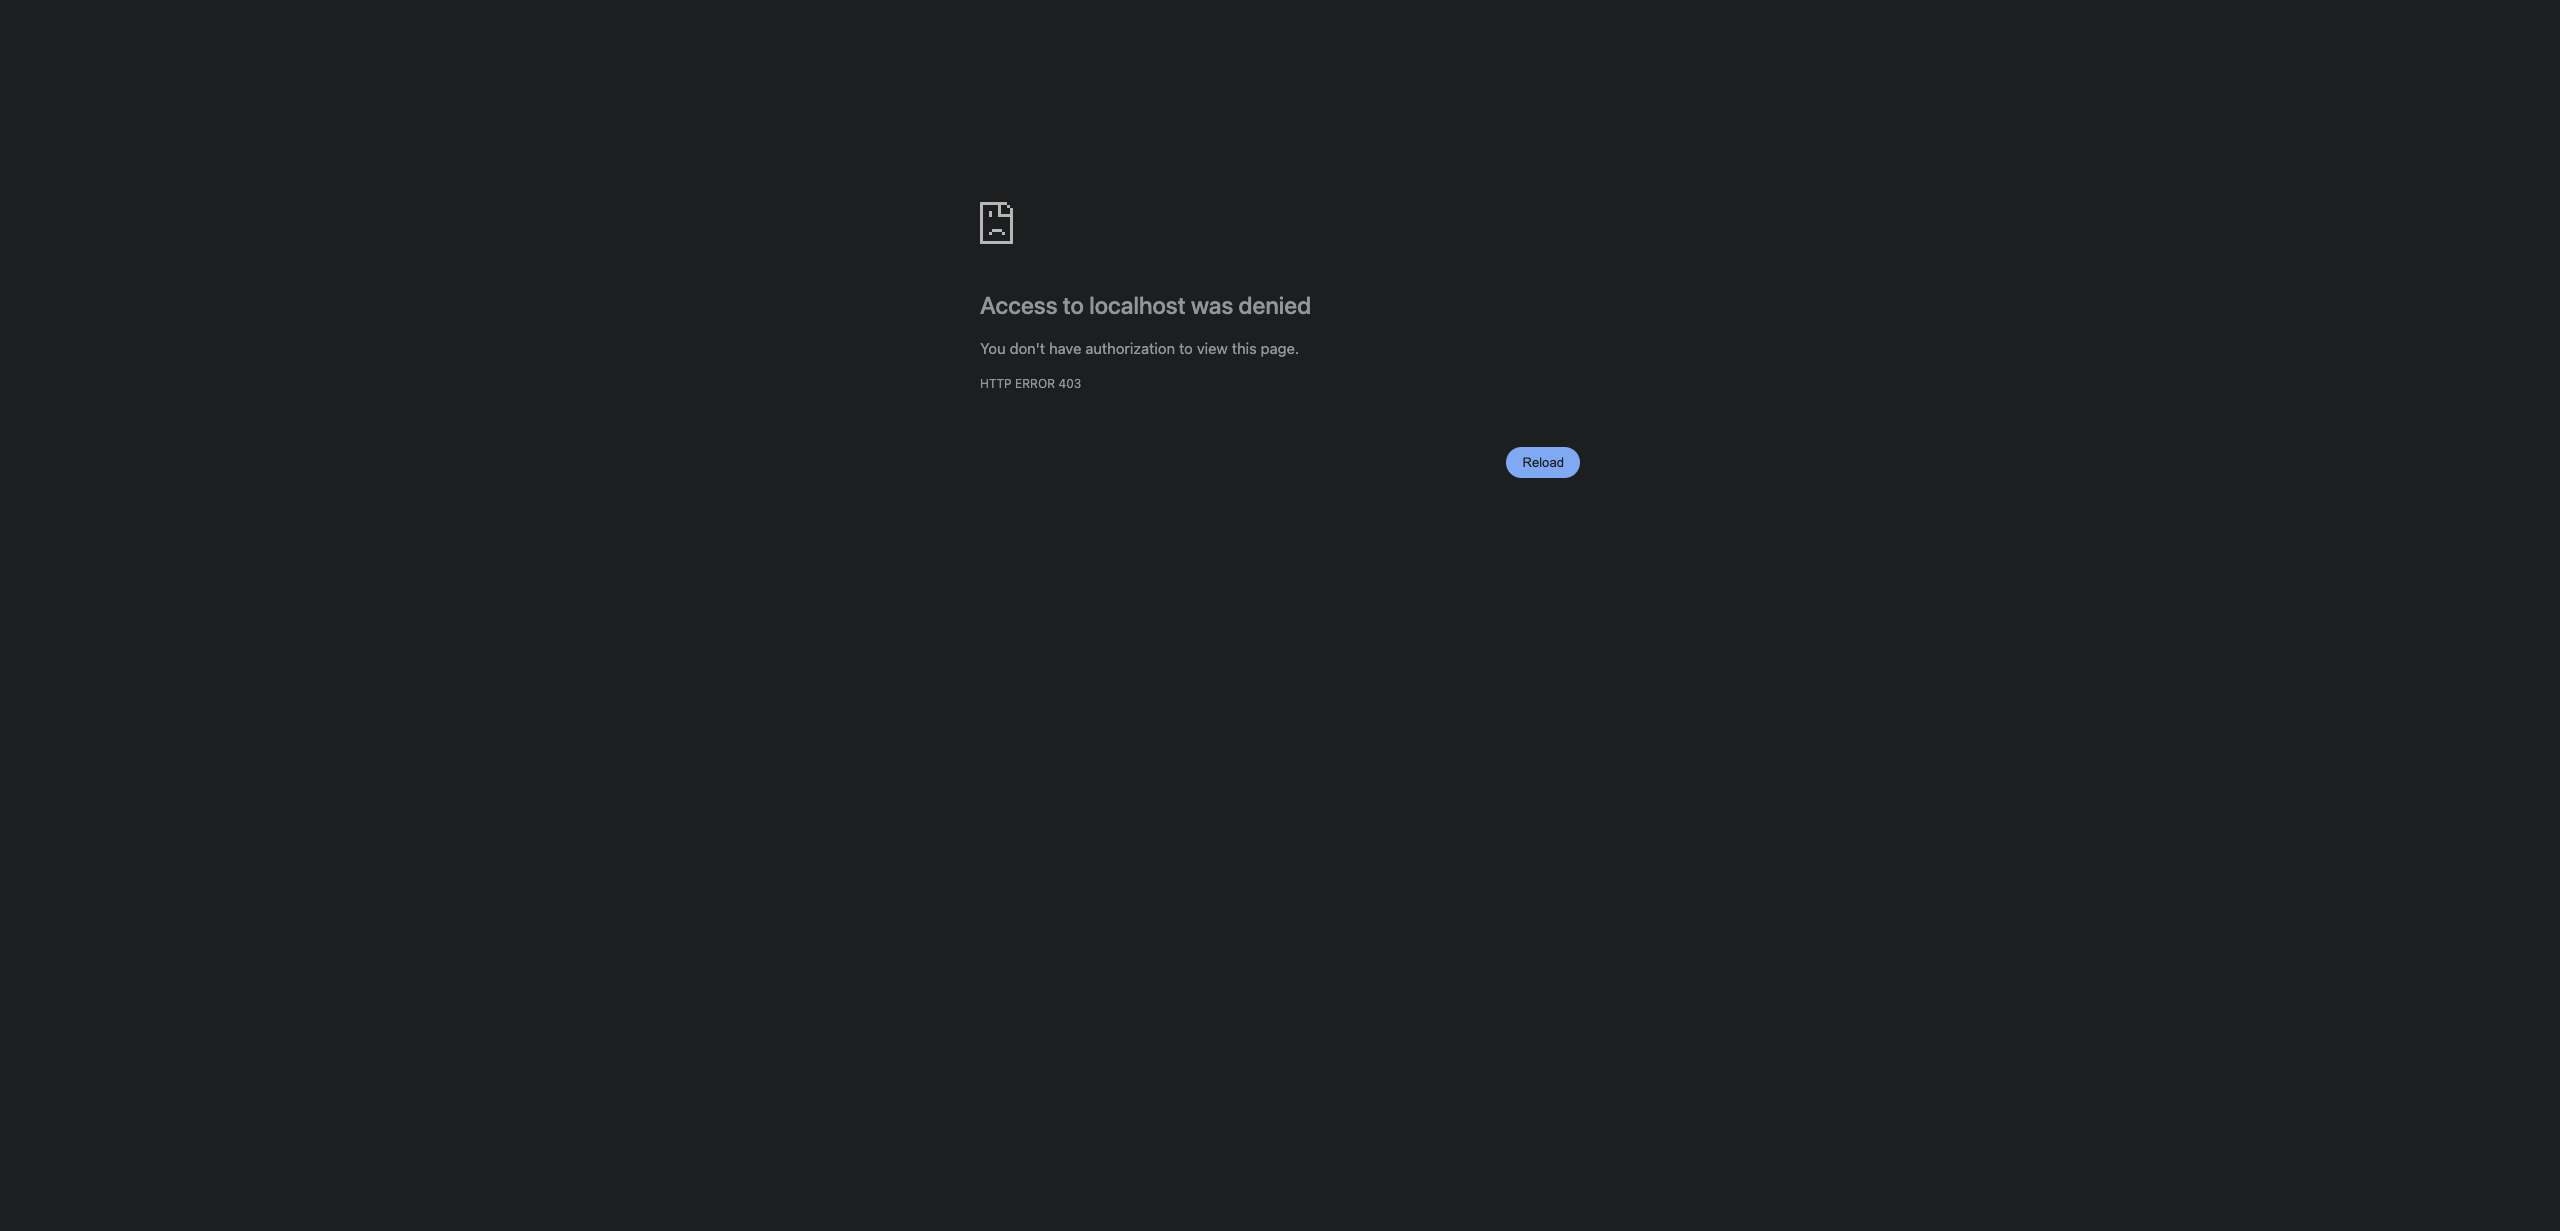 Access to localhost was denied
You don't have authorization to view this page.
HTTP ERROR 403
Reload